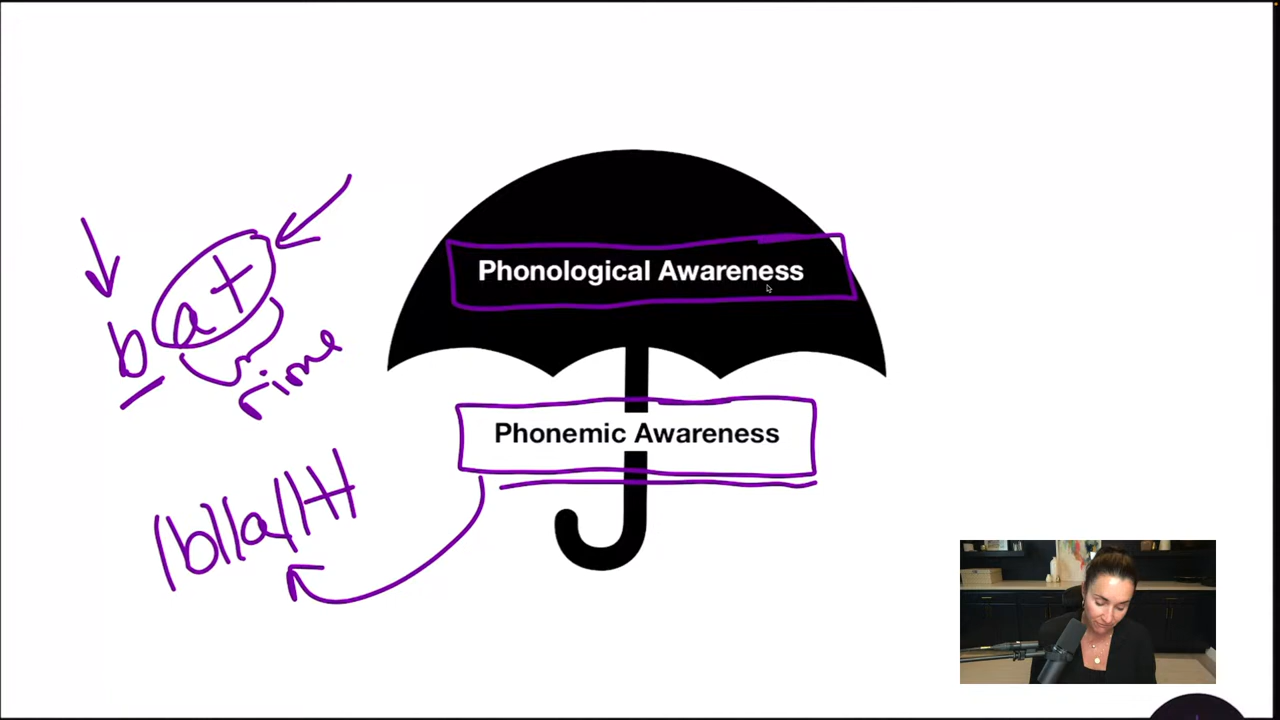 Phonological Awareness
bat
rime
Phonemic Awareness
/b//a//t/